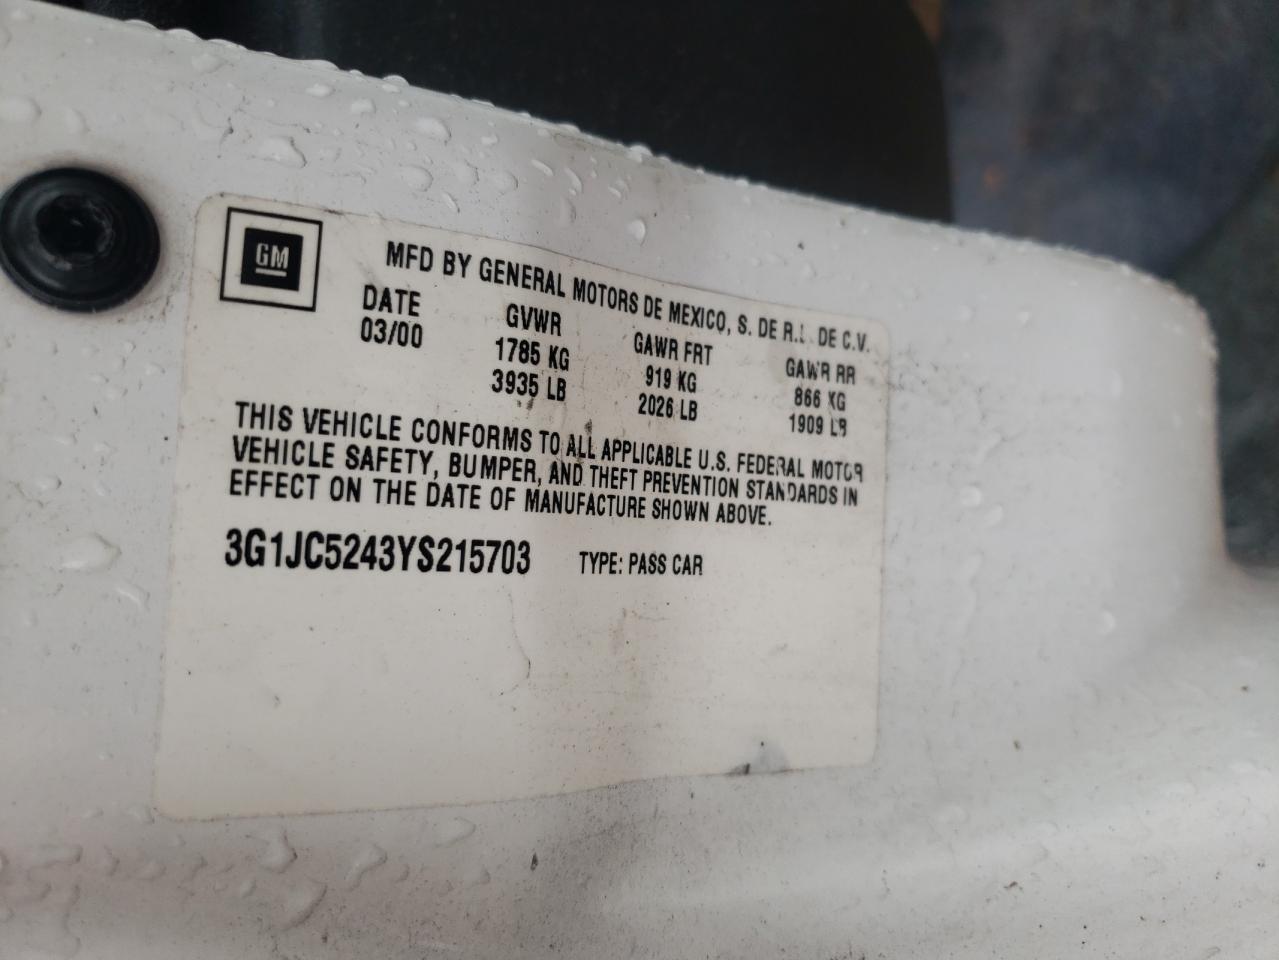 GM
MFD BY GENERAL MOTORS DE MEXICO, S. DE R.L. DE C.V.
DATE GVWR GAWR FRT GAWR RR
03/00 1785 KG 919 KG 866 KG
3935 LB 2026 LB 1909 LB
THIS VEHICLE CONFORMS TO ALL APPLICABLE U.S. FEDERAL MOTOR
VEHICLE SAFETY, BUMPER, AND THEFT PREVENTION STANDARDS IN
EFFECT ON THE DATE OF MANUFACTURE SHOWN ABOVE.
3G1JC5243YS215703 TYPE: PASS CAR